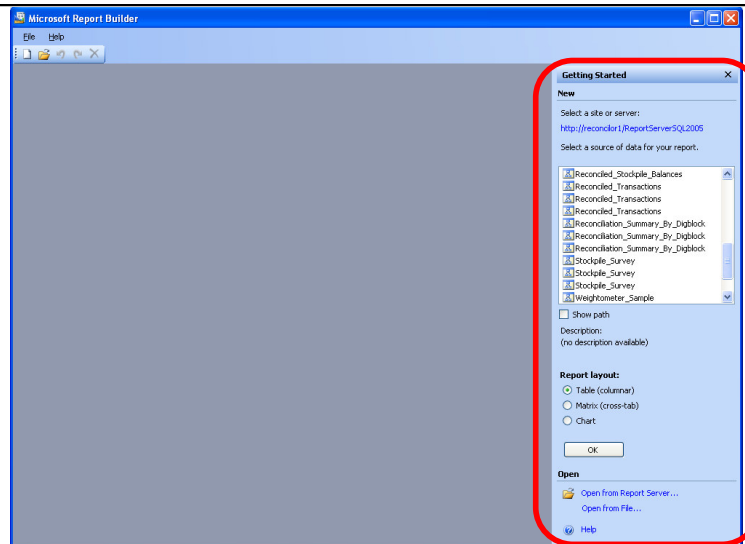 Microsoft Report Builder
File Help
Getting Started
New
Select a site or server:
http://reconcilor1/ReportServerSQL2005
Select a source of data for your report.
Reconciled_Stockpile_Balances
Reconciled_Transactions
Reconciled_Transactions
Reconciled_Transactions
Reconciliation_Summary_By_Digblock
Reconciliation_Summary_By_Digblock
Reconciliation_Summary_By_Digblock
Stockpile_Survey
Stockpile_Survey
Stockpile_Survey
Weightometer_Sample
Show path
Description:
(no description available)
Report layout:
Table (columnar)
Matrix (cross-tab)
Chart
OK
Open
Open from Report Server...
Open from File...
Help